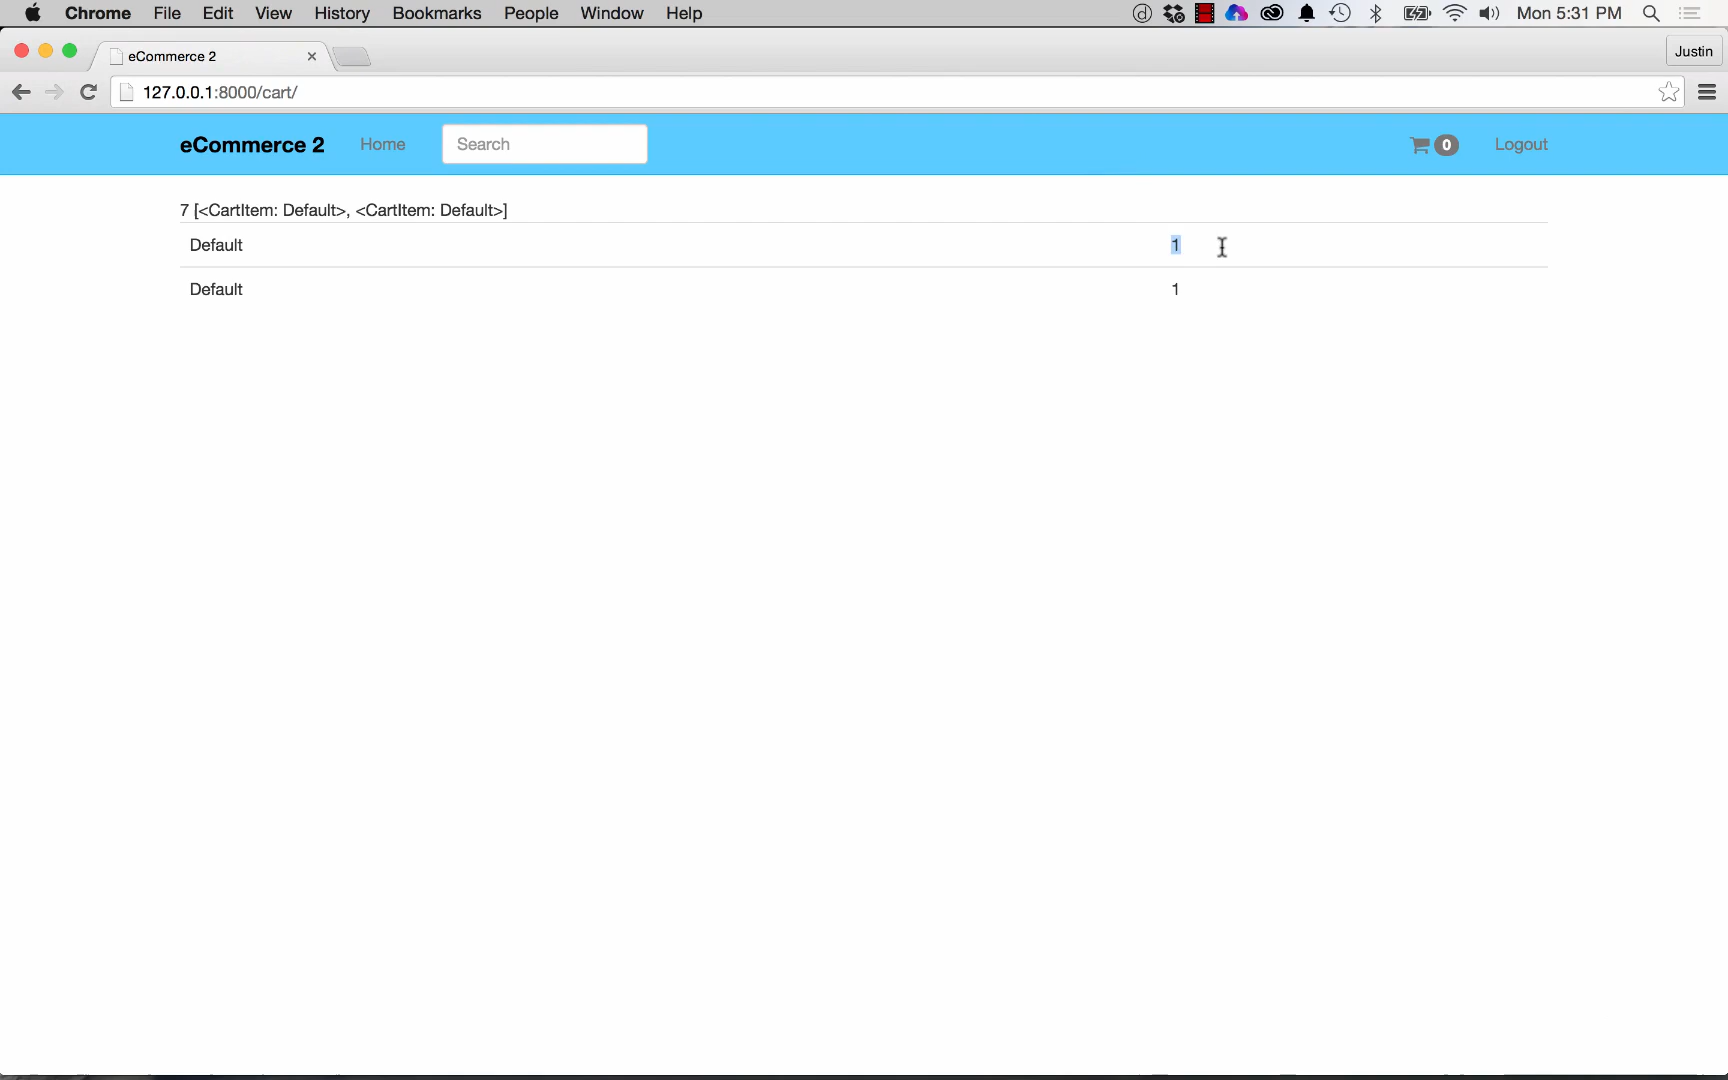 Chrome File Edit View History Bookmarks People Window Help Mon 5:31 PM
eCommerce 2 Justin
127.0.0.1:8000/cart/
eCommerce 2 Home Search 0 Logout
7 [<CartItem: Default>, <CartItem: Default>]
Default 1
Default 1